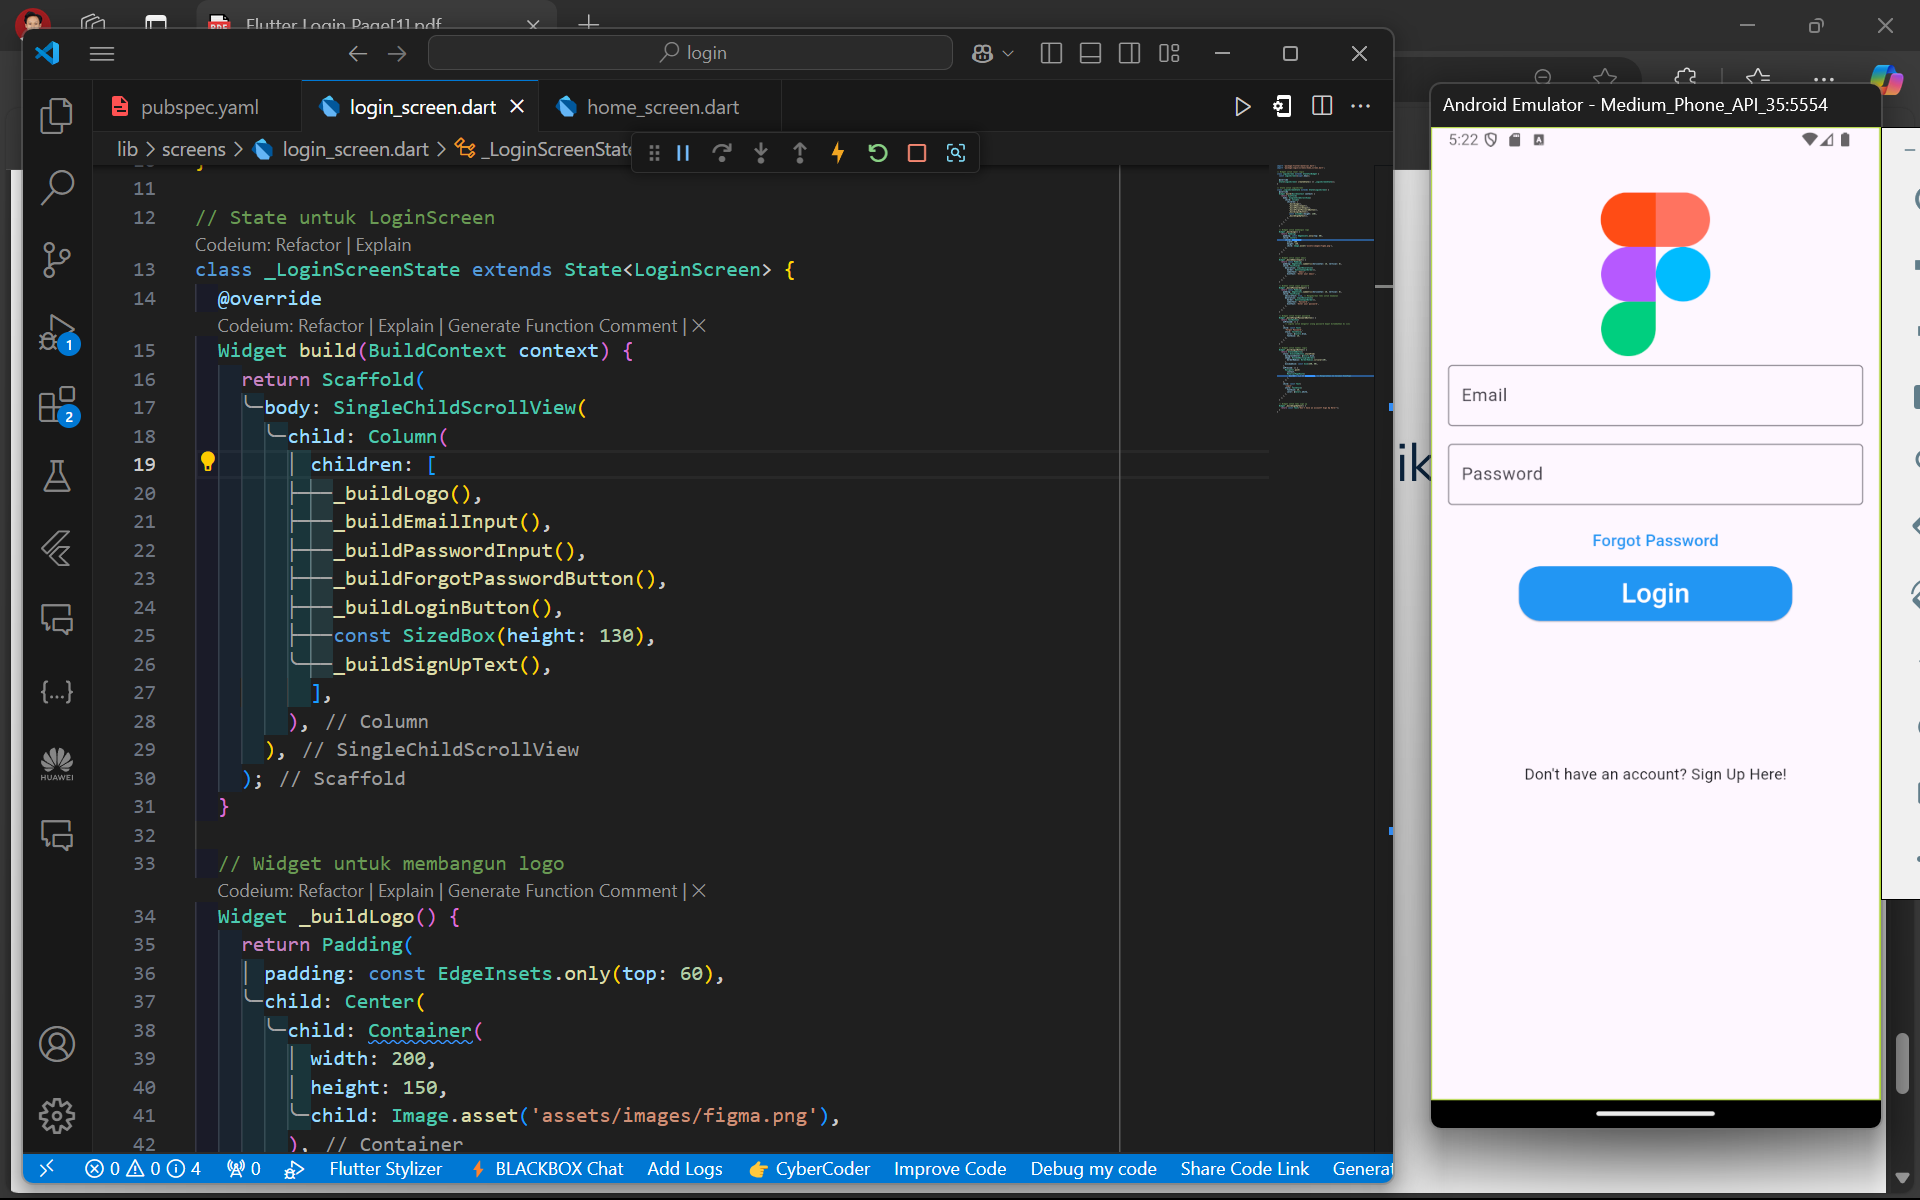 Flutter Login Page[1].pdf
login
pubspec.yaml
login_screen.dart
home_screen.dart
lib > screens > login_screen.dart > _LoginScreenState
11
12 // State untuk LoginScreen
Codeium: Refactor | Explain
13 class _LoginScreenState extends State<LoginScreen> {
14 @override
Codeium: Refactor | Explain | Generate Function Comment | ×
15 Widget build(BuildContext context) {
16 return Scaffold(
17 body: SingleChildScrollView(
18 child: Column(
19 children: [
20 _buildLogo(),
21 _buildEmailInput(),
22 _buildPasswordInput(),
23 _buildForgotPasswordButton(),
24 _buildLoginButton(),
25 const SizedBox(height: 130),
26 _buildSignUpText(),
27 ],
28 ), // Column
29 ), // SingleChildScrollView
30 ); // Scaffold
31 }
32
33 // Widget untuk membangun logo
Codeium: Refactor | Explain | Generate Function Comment | ×
34 Widget _buildLogo() {
35 return Padding(
36 padding: const EdgeInsets.only(top: 60),
37 child: Center(
38 child: Container(
39 width: 200,
40 height: 150,
41 child: Image.asset('assets/images/figma.png'),
42 ), // Container
1
2
HUAWEI
0 0 4 0 Flutter Stylizer BLACKBOX Chat Add Logs 👉 CyberCoder Improve Code Debug my code Share Code Link Generat
ik
Android Emulator - Medium_Phone_API_35:5554
5:22
Email
Password
Forgot Password
Login
Don't have an account? Sign Up Here!